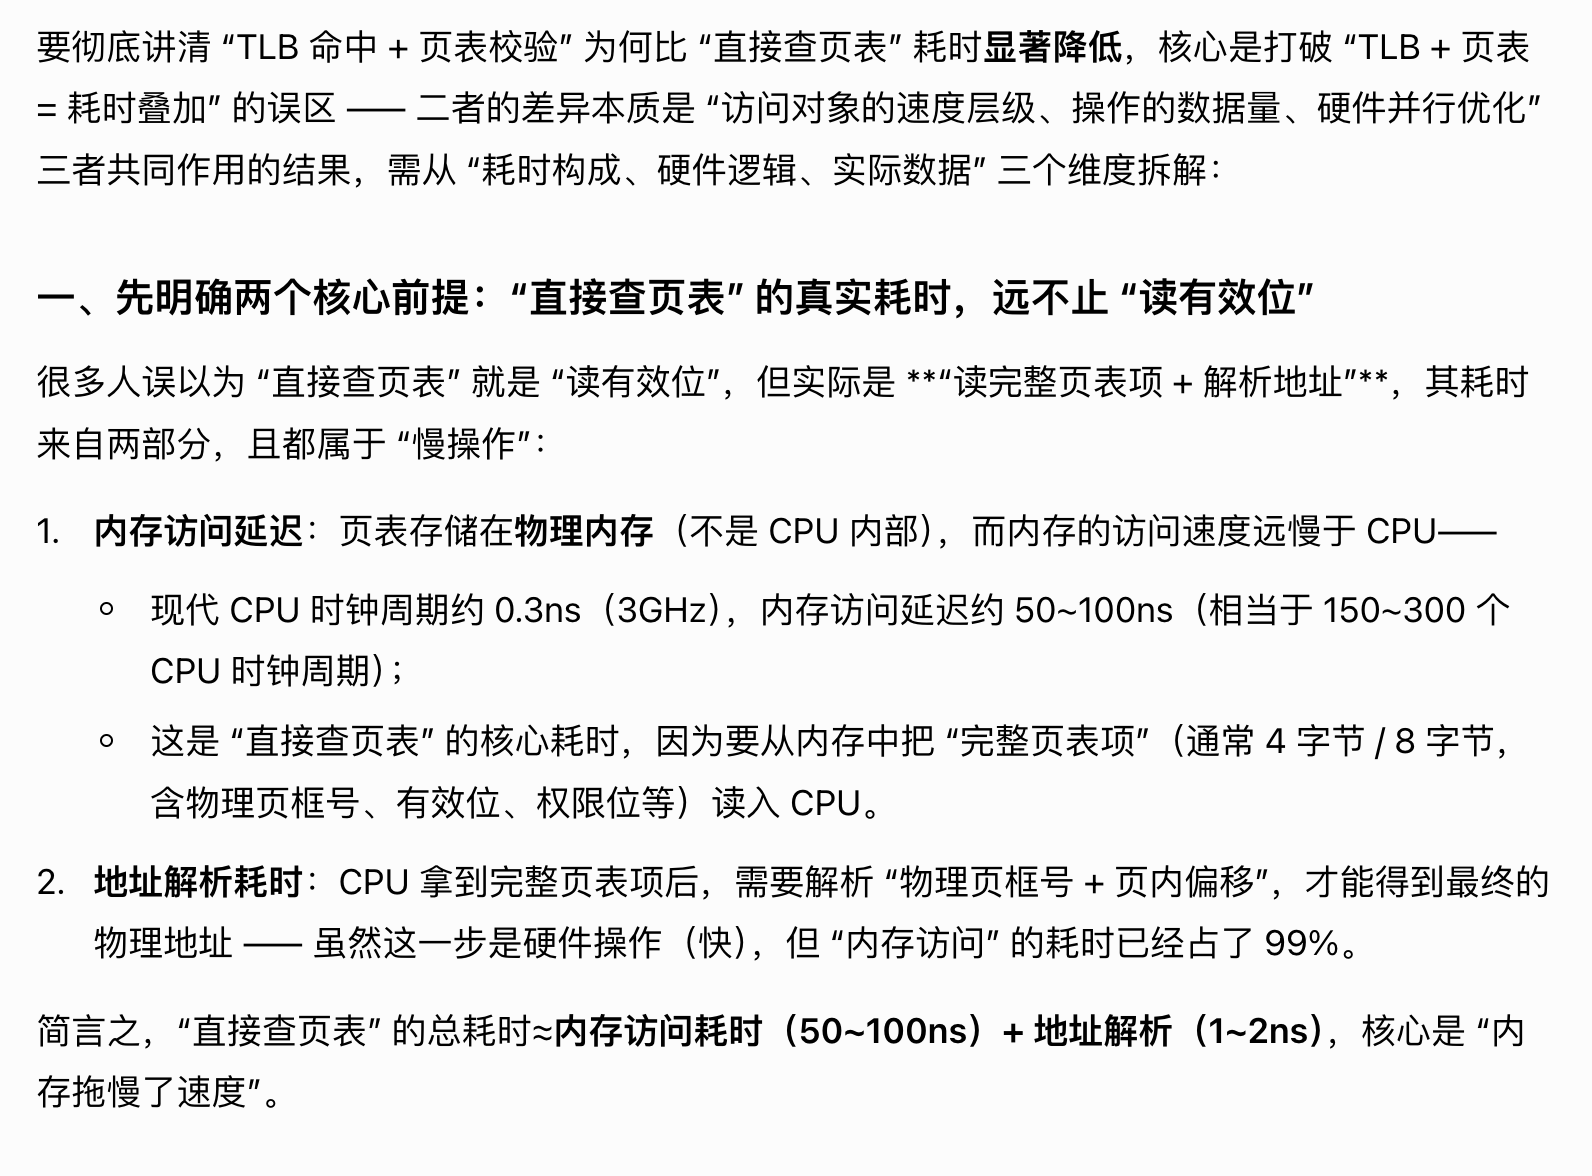 要彻底讲清 “TLB 命中 + 页表校验” 为何比 “直接查页表” 耗时显著降低，核心是打破 “TLB + 页表
= 耗时叠加” 的误区 —— 二者的差异本质是 “访问对象的速度层级、操作的数据量、硬件并行优化”
三者共同作用的结果，需从 “耗时构成、硬件逻辑、实际数据” 三个维度拆解：
一、先明确两个核心前提：“直接查页表” 的真实耗时，远不止 “读有效位”
很多人误以为 “直接查页表” 就是 “读有效位”，但实际是 **“读完整页表项 + 解析地址”**，其耗时
来自两部分，且都属于 “慢操作”：
1. 内存访问延迟：页表存储在物理内存（不是 CPU 内部），而内存的访问速度远慢于 CPU——
◦ 现代 CPU 时钟周期约 0.3ns（3GHz），内存访问延迟约 50~100ns（相当于 150~300 个
CPU 时钟周期）；
◦ 这是 “直接查页表” 的核心耗时，因为要从内存中把 “完整页表项”（通常 4 字节 / 8 字节，
含物理页框号、有效位、权限位等）读入 CPU。
2. 地址解析耗时：CPU 拿到完整页表项后，需要解析 “物理页框号 + 页内偏移”，才能得到最终的
物理地址 —— 虽然这一步是硬件操作（快），但 “内存访问” 的耗时已经占了 99%。
简言之，“直接查页表” 的总耗时≈内存访问耗时（50~100ns）+ 地址解析（1~2ns），核心是 “内
存拖慢了速度”。